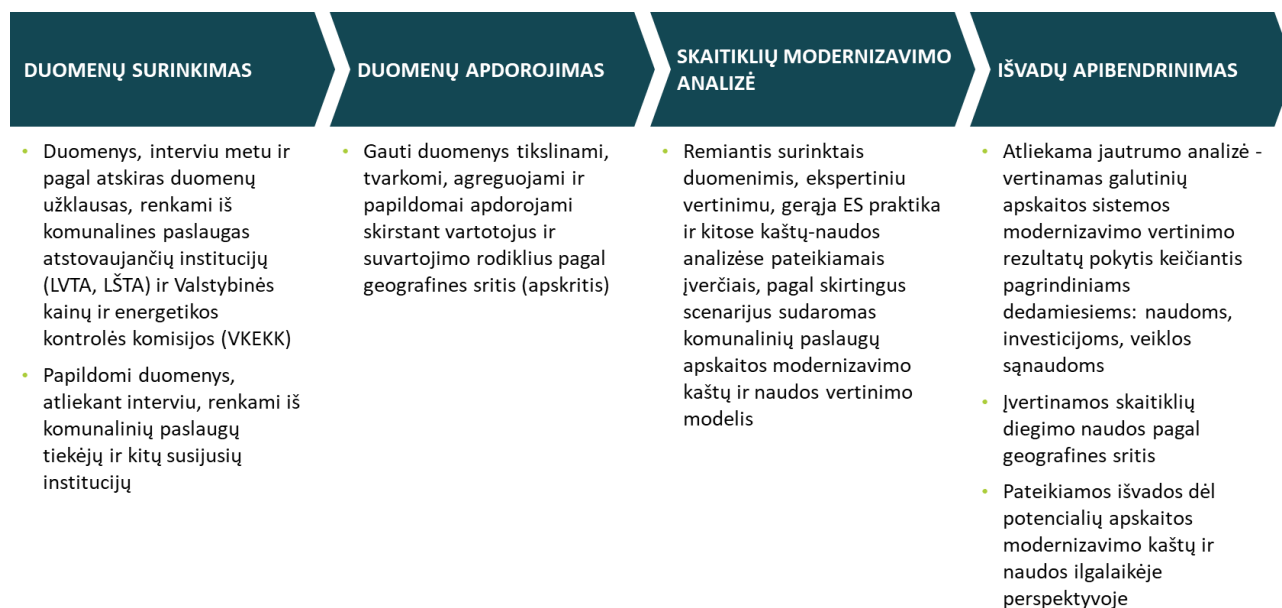 DUOMENŲ SURINKIMAS
• Duomenys, interviu metu ir
pagal atskiras duomenų
užklausas, renkami iš
komunalines paslaugas
atstovaujančių institucijų
(LVTA, LŠTA) ir Valstybinės
kainų ir energetikos
kontrolės komisijos (VKEKK)
• Papildomi duomenys,
atliekant interviu, renkami iš
komunalinių paslaugų
tiekėjų ir kitų susijusių
institucijų
DUOMENŲ APDOROJIMAS
• Gauti duomenys tikslinami,
tvarkomi, agreguojami ir
papildomai apdorojami
skirstant vartotojus ir
suvartojimo rodiklius pagal
geografines sritis (apskritis)
SKAITIKLIŲ MODERNIZAVIMO
ANALIZĖ
• Remiantis surinktais
duomenimis, ekspertiniu
vertinimu, gerąja ES praktika
ir kitose kaštų-naudos
analizėse pateikiamais
įverčiais, pagal skirtingus
scenarijus sudaromas
komunalinių paslaugų
apskaitos modernizavimo
kaštų ir naudos vertinimo
modelis
IŠVADŲ APIBENDRINIMAS
• Atliekama jautrumo analizė -
vertinamas galutinių
apskaitos sistemos
modernizavimo vertinimo
rezultatų pokytis keičiantis
pagrindiniams
dedamiesiems: naudoms,
investicijoms, veiklos
sąnaudoms
• Įvertinamos skaitiklių
diegimo naudos pagal
geografines sritis
• Pateikiamos išvados dėl
potencialių apskaitos
modernizavimo kaštų ir
naudos ilgalaikėje
perspektyvoje